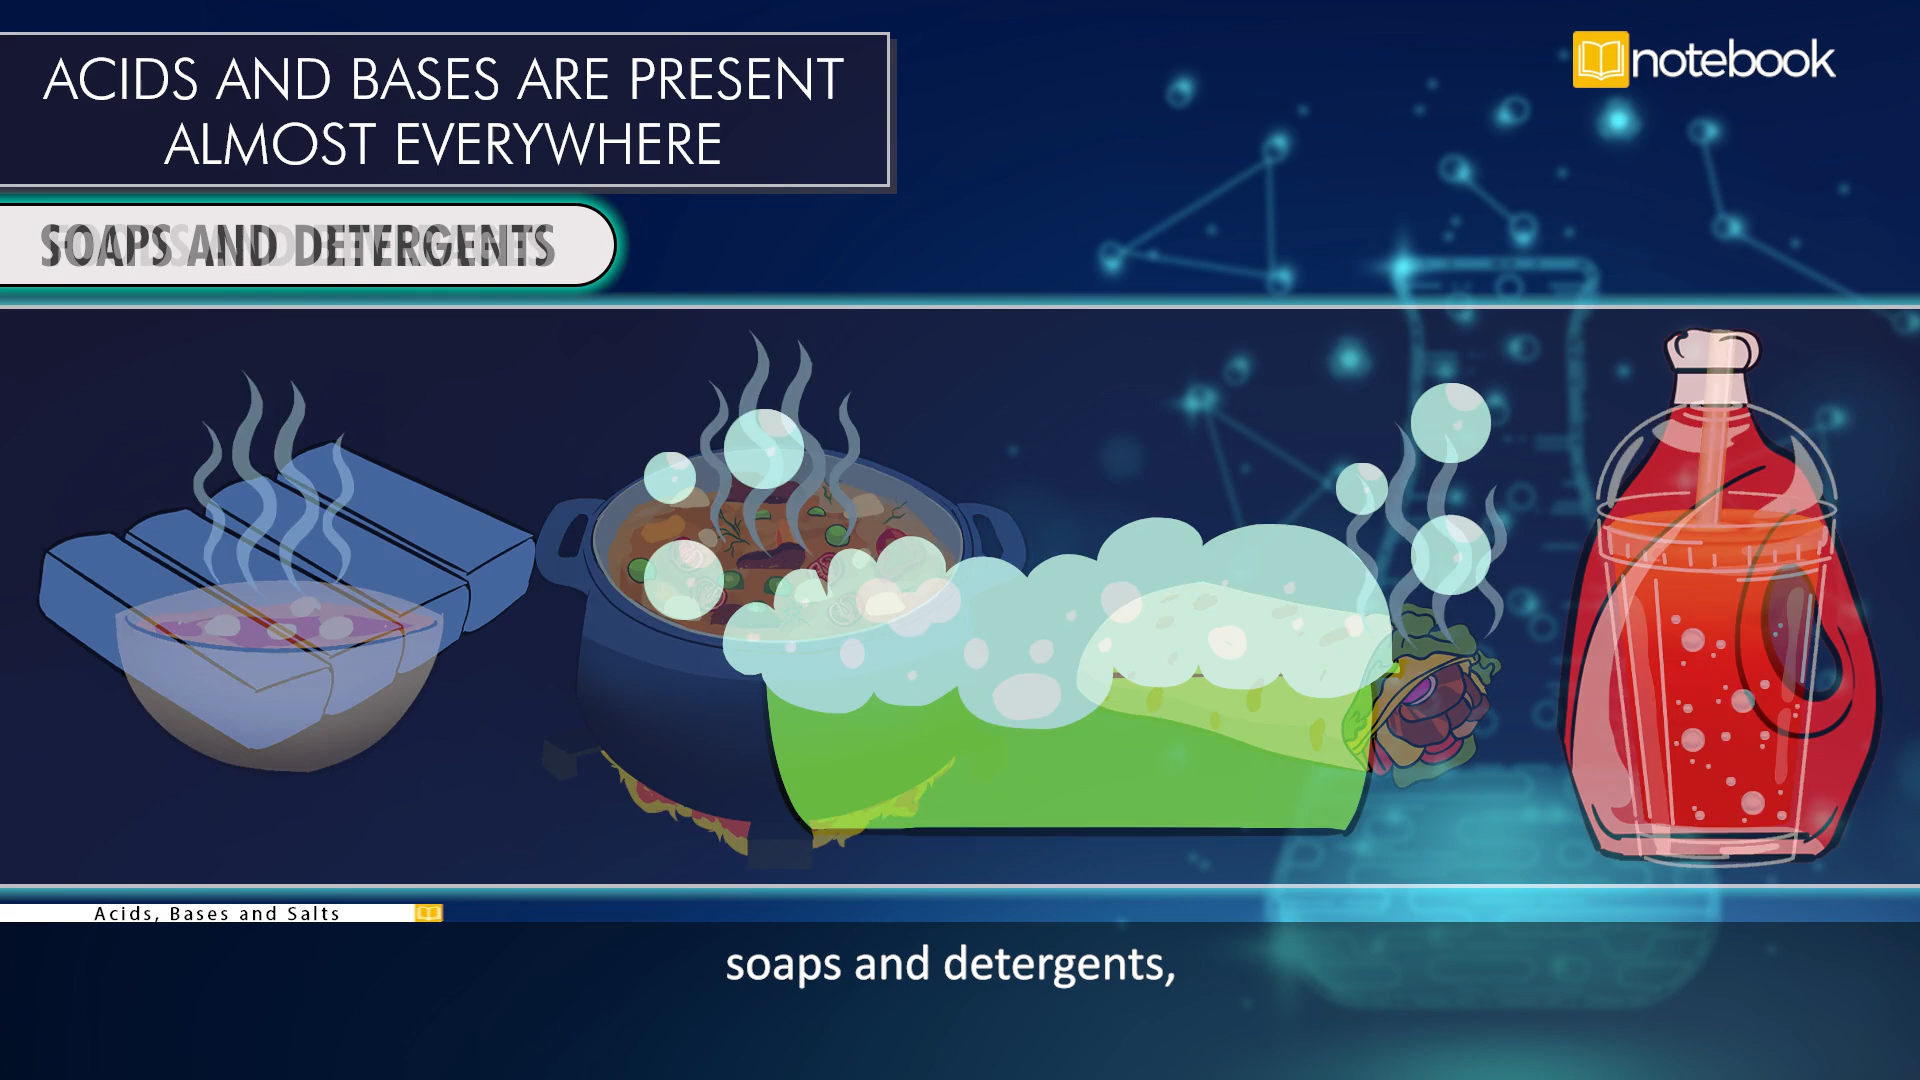 ACIDS AND BASES ARE PRESENT
ALMOST EVERYWHERE
notebook
SOAPS AND DETERGENTS
Acids, Bases and Salts
soaps and detergents,